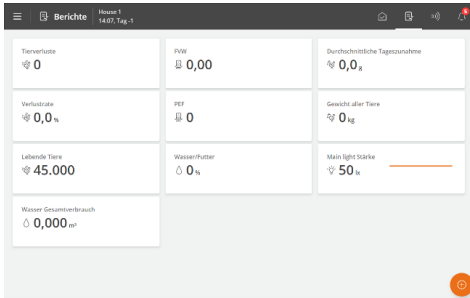 Berichte
House 1
14:07, Tag -1
6
Tierverluste
0
FVW
0,00
Durchschnittliche Tageszunahme
0,0 g
Verlustrate
0,0 %
PEF
0
Gewicht aller Tiere
0 kg
Lebende Tiere
45.000
Wasser/Futter
0 %
Main light Stärke
50 lx
Wasser Gesamtverbrauch
0,000 m³